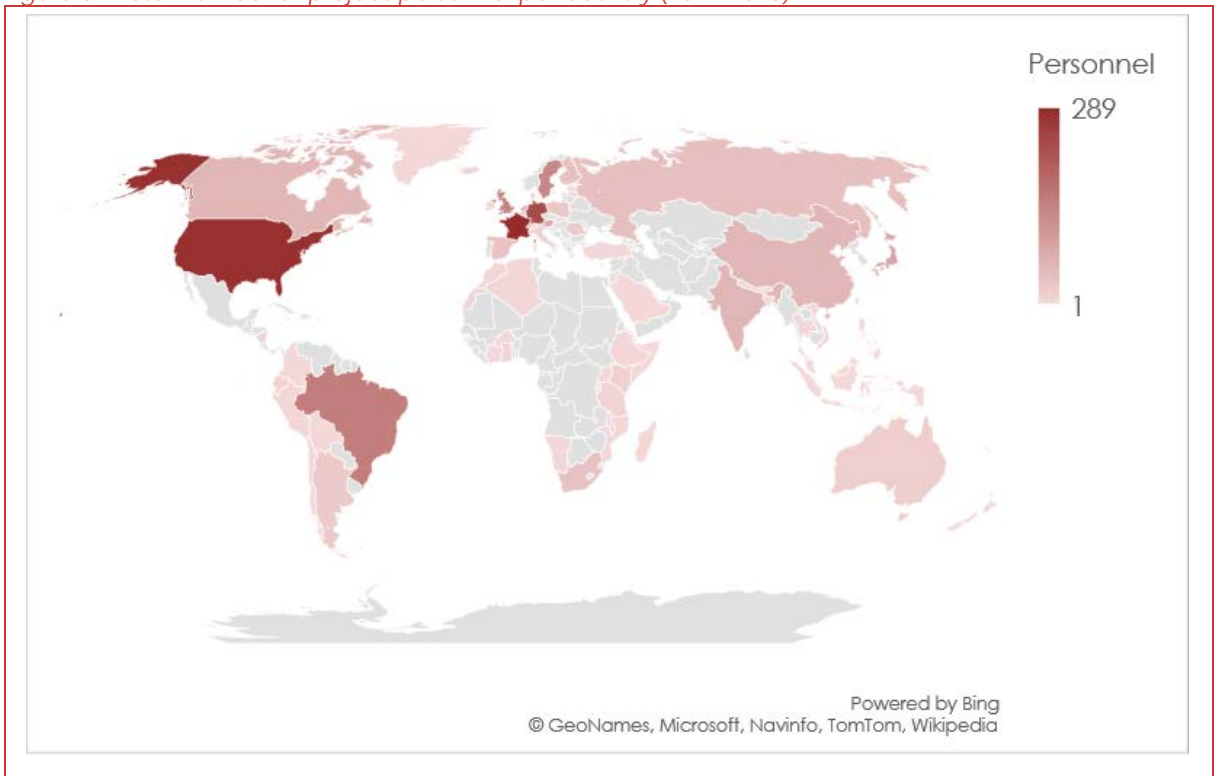 Personnel
289
1
Powered by Bing
© GeoNames, Microsoft, Navinfo, TomTom, Wikipedia